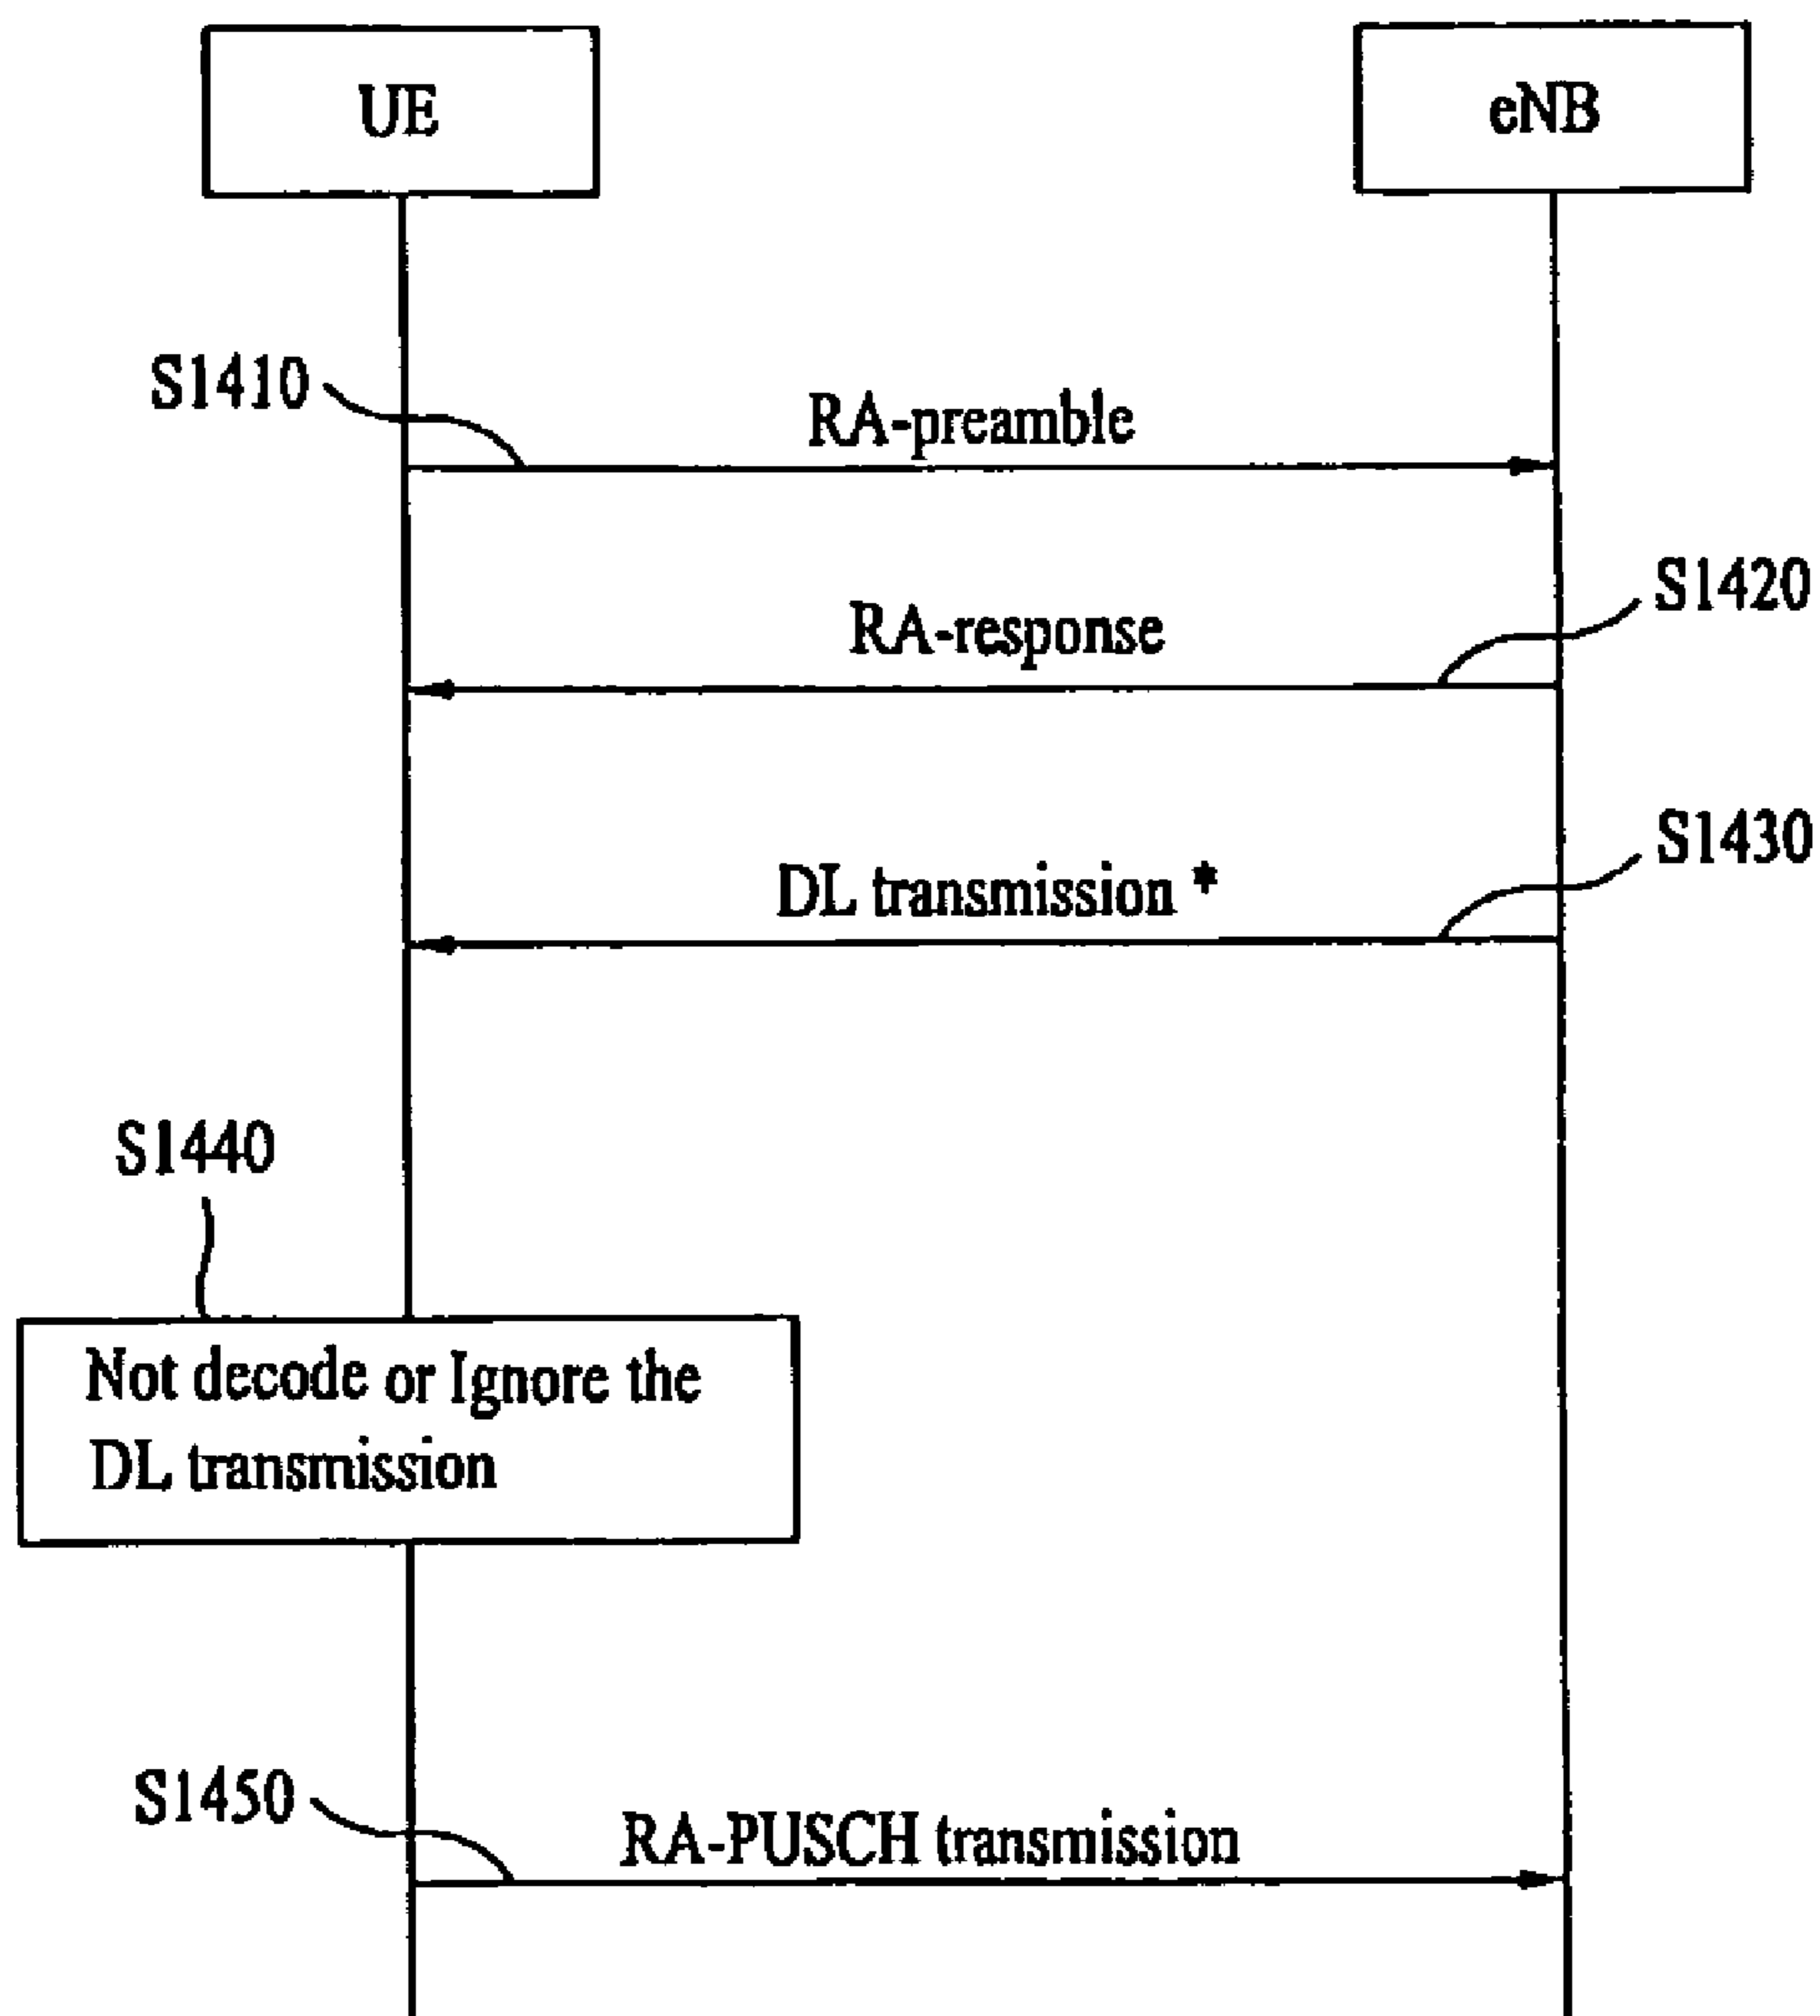 UE
eNB
S1410
RA-preamble
S1420
RA-response
S1430
DL transmission *
S1440
Not decode or Ignore the
DL transmission
S1450
RA-PUSCH transmission